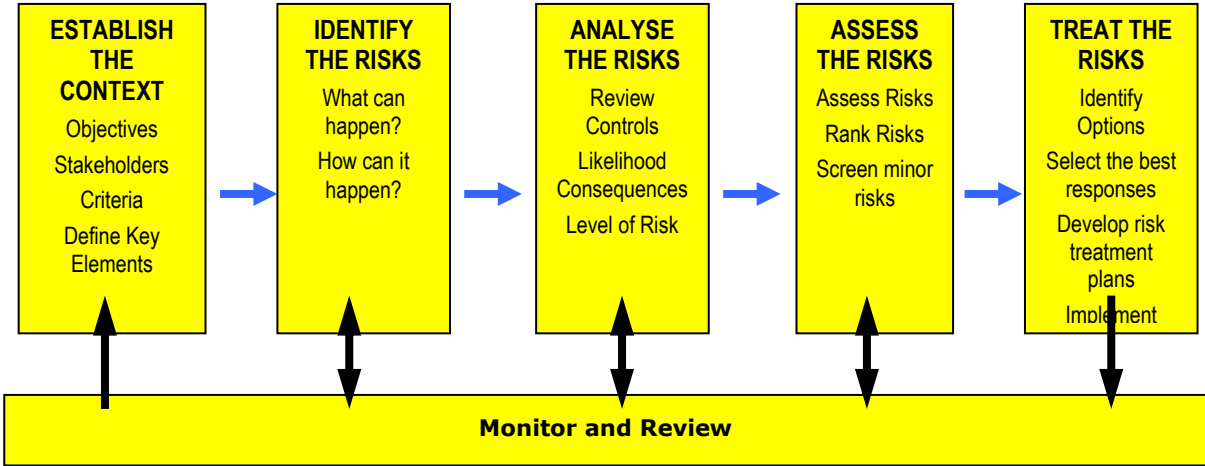 ESTABLISH
THE
CONTEXT
Objectives
Stakeholders
Criteria
Define Key
Elements
IDENTIFY
THE RISKS
What can
happen?
How can it
happen?
ANALYSE
THE RISKS
Review
Controls
Likelihood
Consequences
Level of Risk
ASSESS
THE RISKS
Assess Risks
Rank Risks
Screen minor
risks
TREAT THE
RISKS
Identify
Options
Select the best
responses
Develop risk
treatment
plans
Implement
Monitor and Review